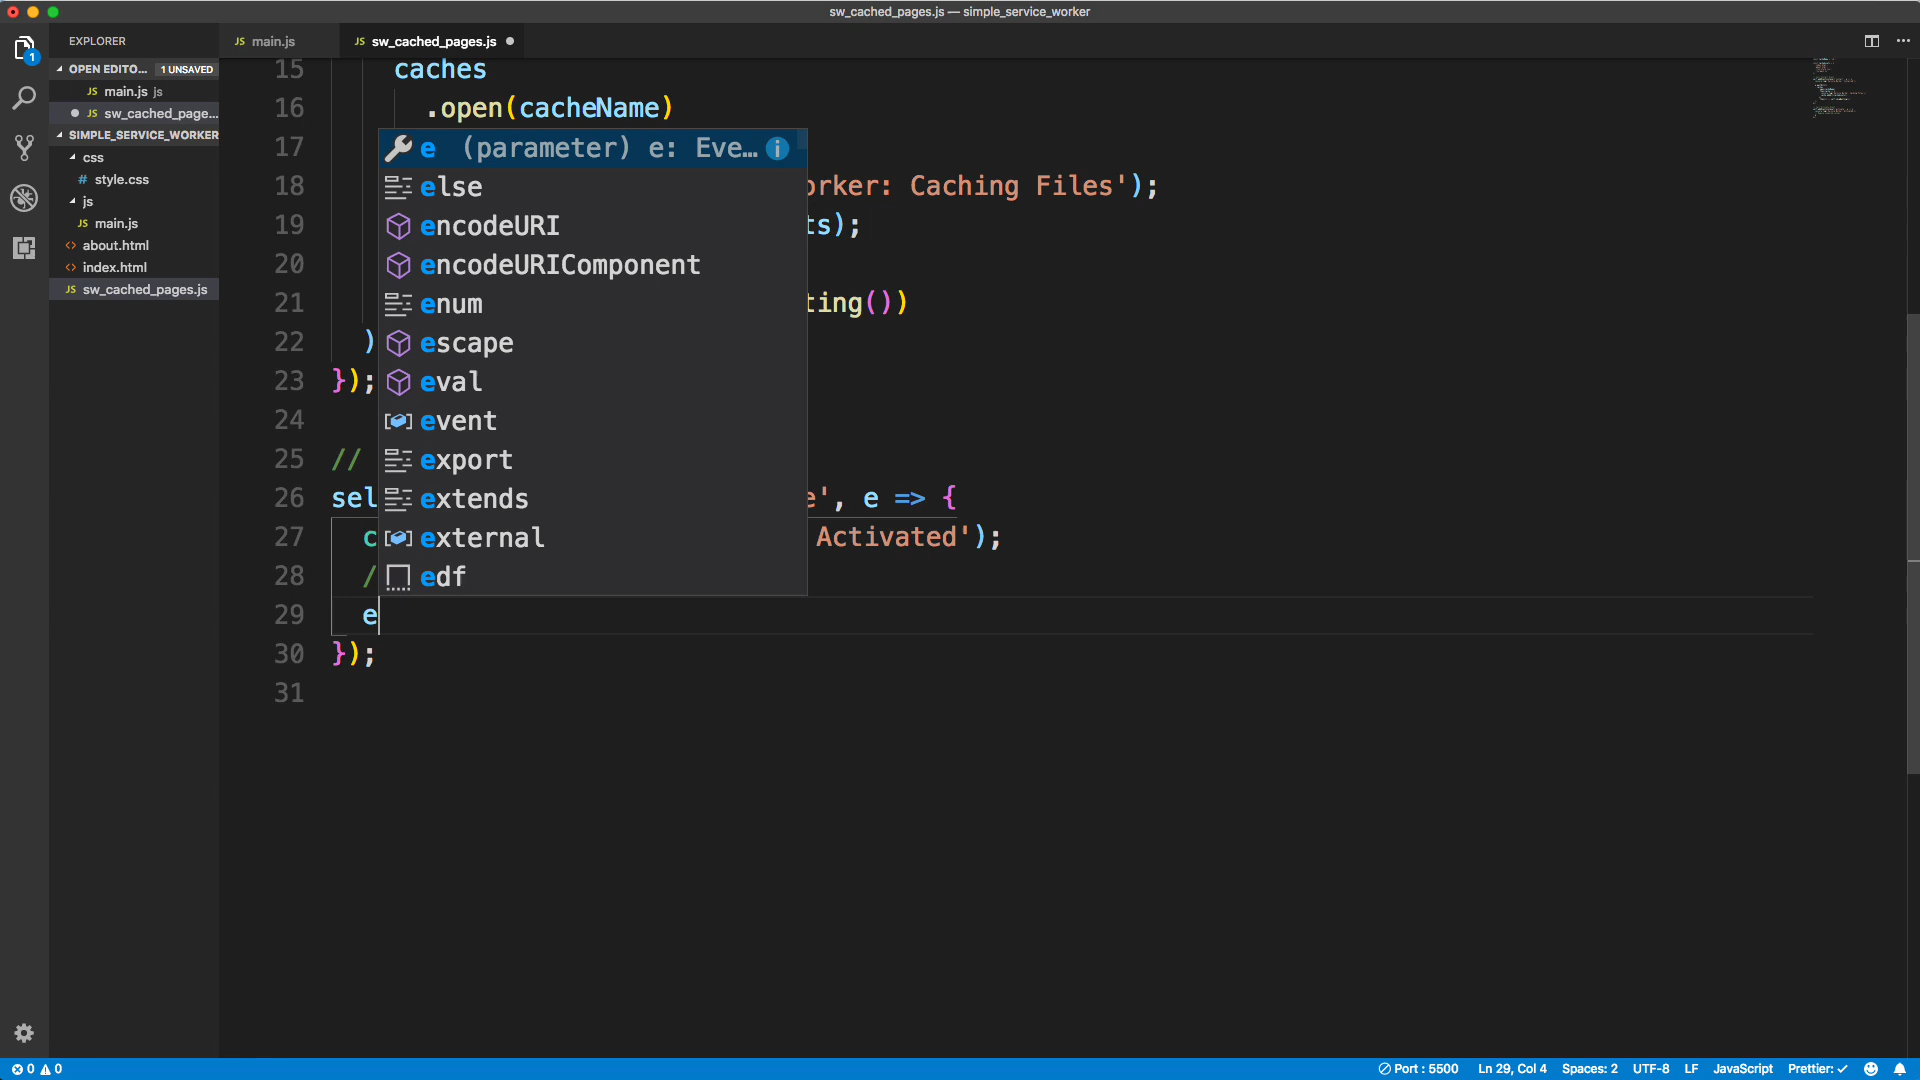 sw_cached_pages.js — simple_service_worker
EXPLORER
OPEN EDITO... 1 UNSAVED
JS main.js js
JS sw_cached_page...
SIMPLE_SERVICE_WORKER
css
# style.css
js
JS main.js
<> about.html
<> index.html
JS sw_cached_pages.js
1
JS main.js
JS sw_cached_pages.js
15 caches
16 .open(cacheName)
17
18 orker: Caching Files');
19 ts);
20
21 ting())
22 )
23 });
24
25 //
26 sel e', e => {
27 c Activated');
28 /
29 e
30 });
31
e (parameter) e: Eve...
else
encodeURI
encodeURIComponent
enum
escape
eval
event
export
extends
external
edf
0 0
Port : 5500 Ln 29, Col 4 Spaces: 2 UTF-8 LF JavaScript Prettier: ✓